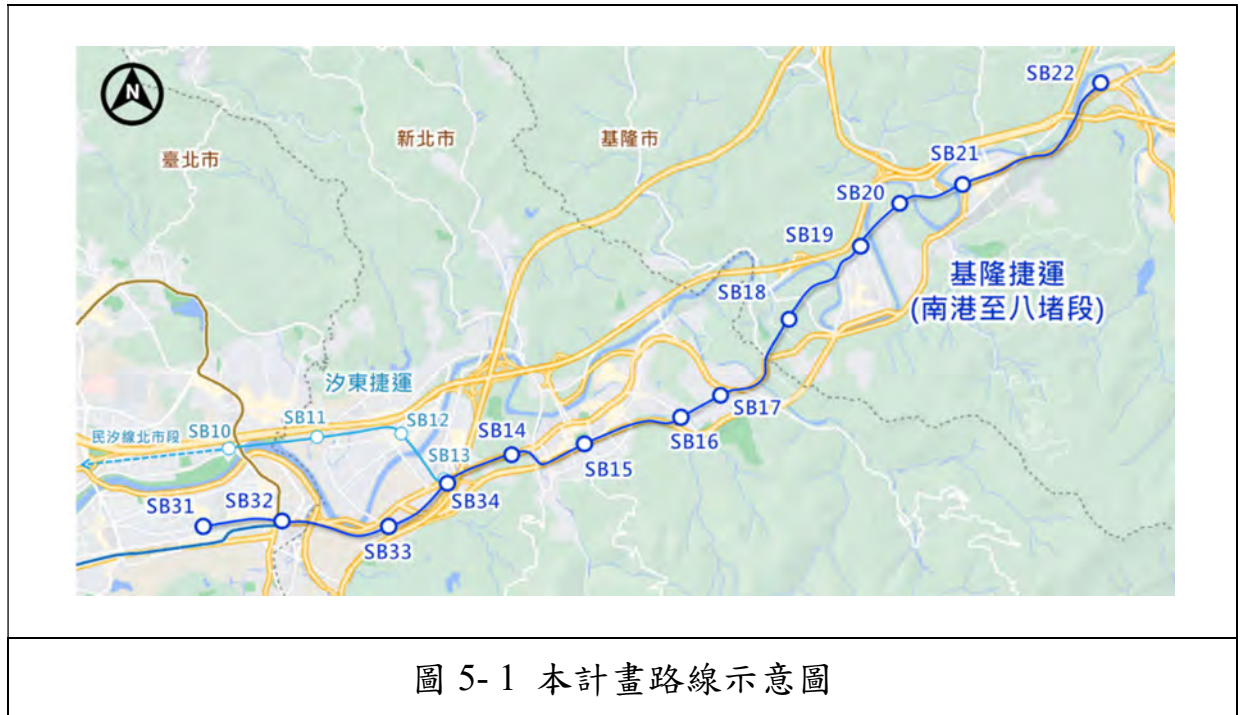 N
臺北市
新北市
基隆市
SB22
SB21
SB20
SB19
SB18
基隆捷運
(南港至八堵段)
SB17
SB16
SB15
SB14
汐東捷運
SB12
SB11
SB10
民汐線北市段
SB13
SB34
SB33
SB32
SB31
圖 5- 1 本計畫路線示意圖